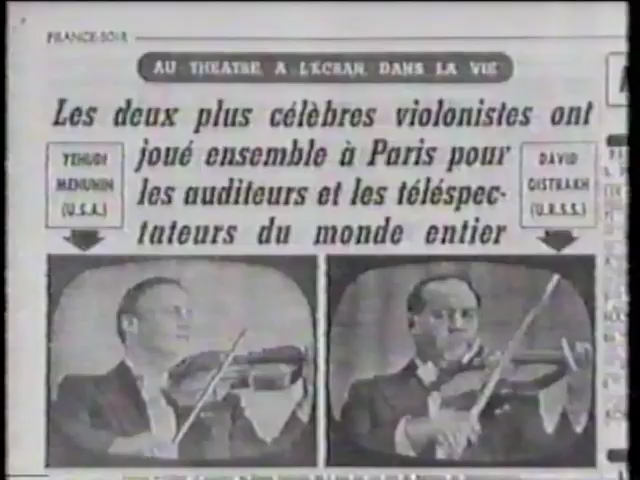 FRANCE-SOIR
AU THEATRE, A L'ECRAN, DANS LA VIE
Les deux plus célèbres violonistes ont
joué ensemble à Paris pour
les auditeurs et les téléspec-
tateurs du monde entier
YEHUDI
MENUHIN
(U.S.A.)
DAVID
OISTRAKH
(U.R.S.S.)